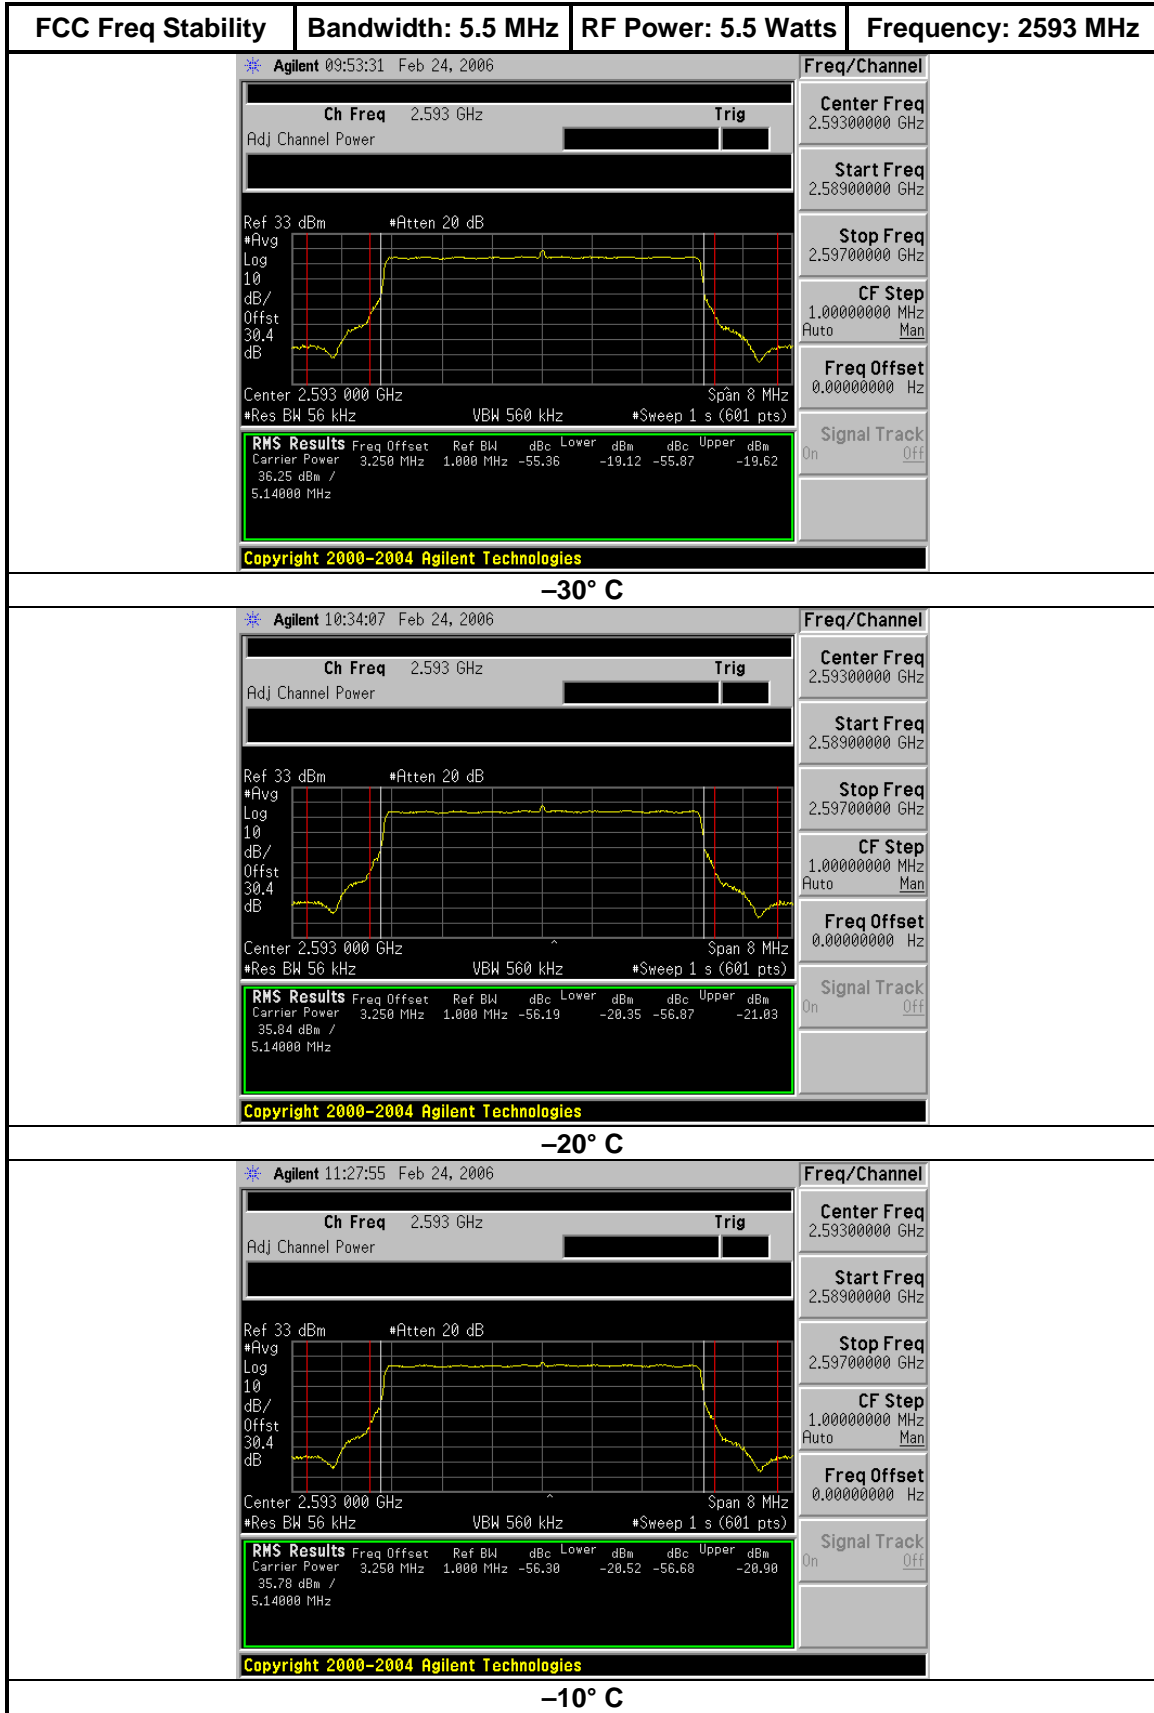 FCC Freq Stability Bandwidth: 5.5 MHz RF Power: 5.5 Watts Frequency: 2593 MHz
Agilent 09:53:31 Feb 24, 2006 Freq/Channel
Ch Freq 2.593 GHz Trig
Adj Channel Power
Center Freq
2.59300000 GHz
Start Freq
2.58900000 GHz
Stop Freq
2.59700000 GHz
CF Step
1.00000000 MHz
Auto Man
Freq Offset
0.00000000 Hz
Signal Track
On Off
Ref 33 dBm #Atten 20 dB
#Avg
Log
10
dB/
Offst
30.4
dB
Center 2.593 000 GHz Span 8 MHz
#Res BW 56 kHz VBW 560 kHz #Sweep 1 s (601 pts)
RMS Results Freq Offset Ref BW dBc Lower dBm dBc Upper dBm
Carrier Power 3.250 MHz 1.000 MHz -55.36 -19.12 -55.87 -19.62
36.25 dBm /
5.14000 MHz
Copyright 2000-2004 Agilent Technologies
–30° C
Agilent 10:34:07 Feb 24, 2006 Freq/Channel
Ch Freq 2.593 GHz Trig
Adj Channel Power
Center Freq
2.59300000 GHz
Start Freq
2.58900000 GHz
Stop Freq
2.59700000 GHz
CF Step
1.00000000 MHz
Auto Man
Freq Offset
0.00000000 Hz
Signal Track
On Off
Ref 33 dBm #Atten 20 dB
#Avg
Log
10
dB/
Offst
30.4
dB
Center 2.593 000 GHz Span 8 MHz
#Res BW 56 kHz VBW 560 kHz #Sweep 1 s (601 pts)
RMS Results Freq Offset Ref BW dBc Lower dBm dBc Upper dBm
Carrier Power 3.250 MHz 1.000 MHz -56.19 -20.35 -56.87 -21.03
35.84 dBm /
5.14000 MHz
Copyright 2000-2004 Agilent Technologies
–20° C
Agilent 11:27:55 Feb 24, 2006 Freq/Channel
Ch Freq 2.593 GHz Trig
Adj Channel Power
Center Freq
2.59300000 GHz
Start Freq
2.58900000 GHz
Stop Freq
2.59700000 GHz
CF Step
1.00000000 MHz
Auto Man
Freq Offset
0.00000000 Hz
Signal Track
On Off
Ref 33 dBm #Atten 20 dB
#Avg
Log
10
dB/
Offst
30.4
dB
Center 2.593 000 GHz Span 8 MHz
#Res BW 56 kHz VBW 560 kHz #Sweep 1 s (601 pts)
RMS Results Freq Offset Ref BW dBc Lower dBm dBc Upper dBm
Carrier Power 3.250 MHz 1.000 MHz -56.30 -20.52 -56.68 -20.90
35.78 dBm /
5.14000 MHz
Copyright 2000-2004 Agilent Technologies
–10° C